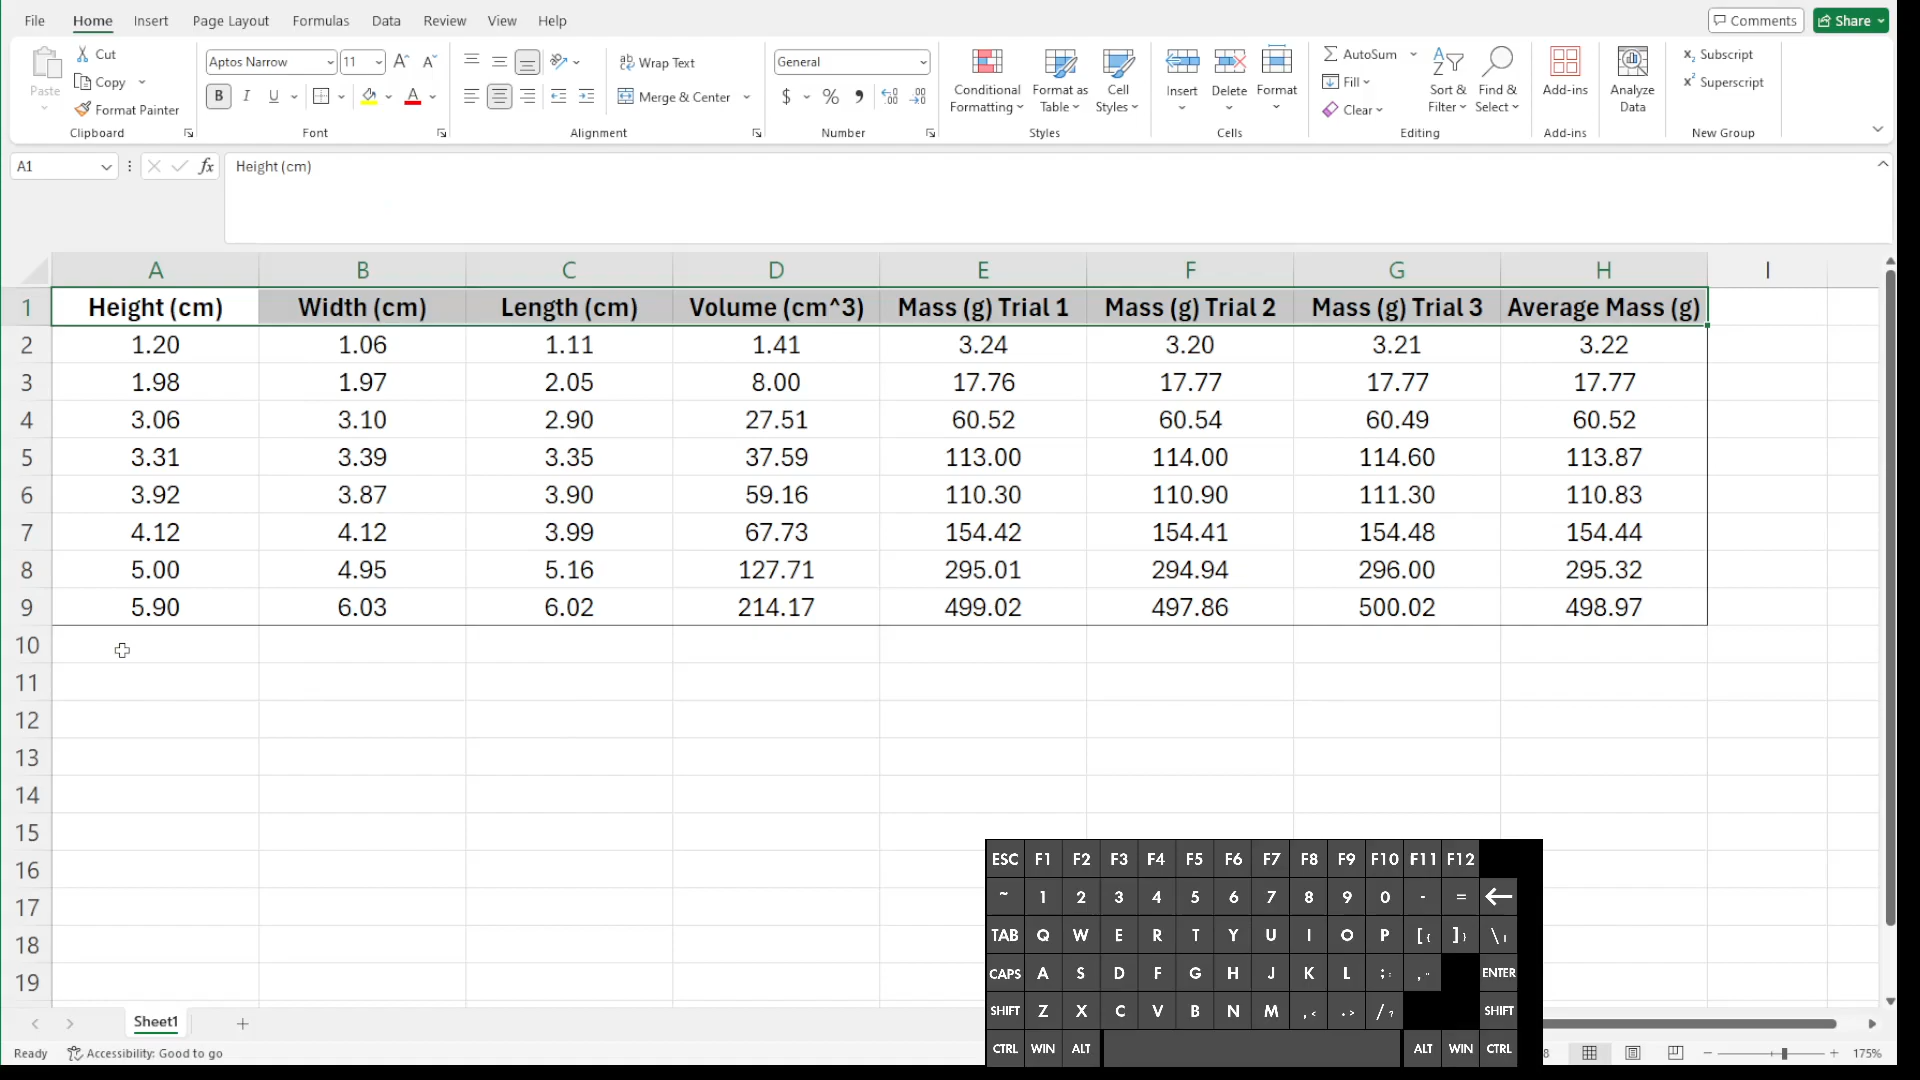 File Home Insert Page Layout Formulas Data Review View Help Comments Share
Cut Copy Format Painter Paste Clipboard
Aptos Narrow 11 A A B I U A Font
ab Wrap Text Merge & Center Alignment
General $ % , Number
Conditional Formatting Format as Table Cell Styles Styles
Insert Delete Format Cells
AutoSum Fill Clear Sort & Filter Find & Select Editing
Add-ins Add-ins
Analyze Data
Subscript Superscript New Group
A1 fx Height (cm)
A B C D E F G H I
1 Height (cm) Width (cm) Length (cm) Volume (cm^3) Mass (g) Trial 1 Mass (g) Trial 2 Mass (g) Trial 3 Average Mass (g)
2 1.20 1.06 1.11 1.41 3.24 3.20 3.21 3.22
3 1.98 1.97 2.05 8.00 17.76 17.77 17.77 17.77
4 3.06 3.10 2.90 27.51 60.52 60.54 60.49 60.52
5 3.31 3.39 3.35 37.59 113.00 114.00 114.60 113.87
6 3.92 3.87 3.90 59.16 110.30 110.90 111.30 110.83
7 4.12 4.12 3.99 67.73 154.42 154.41 154.48 154.44
8 5.00 4.95 5.16 127.71 295.01 294.94 296.00 295.32
9 5.90 6.03 6.02 214.17 499.02 497.86 500.02 498.97
10
11
12
13
14
15
16
17
18
19
ESC F1 F2 F3 F4 F5 F6 F7 F8 F9 F10 F11 F12
~ 1 2 3 4 5 6 7 8 9 0 - = ←
TAB Q W E R T Y U I O P [{ ]} \|
CAPS A S D F G H J K L ;: ," ENTER
SHIFT Z X C V B N M ,< .> /? SHIFT
CTRL WIN ALT ALT WIN CTRL
Sheet1 +
Ready Accessibility: Good to go 8 − + 175%